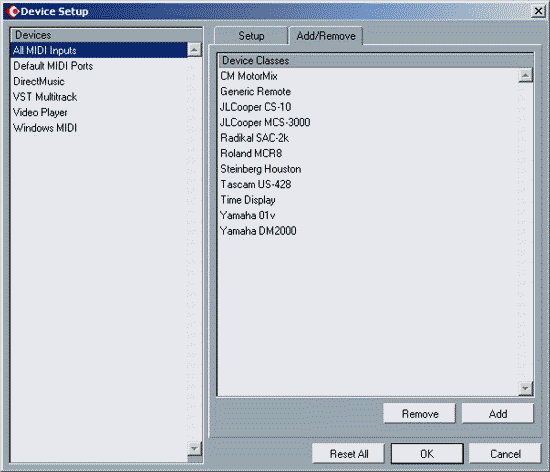 Device Setup
Devices
All MIDI Inputs
Default MIDI Ports
DirectMusic
VST Multitrack
Video Player
Windows MIDI
Setup
Add/Remove
Device Classes
CM MotorMix
Generic Remote
JLCooper CS-10
JLCooper MCS-3000
Radikal SAC-2k
Roland MCR8
Steinberg Houston
Tascam US-428
Time Display
Yamaha 01v
Yamaha DM2000
Remove
Add
Reset All
OK
Cancel